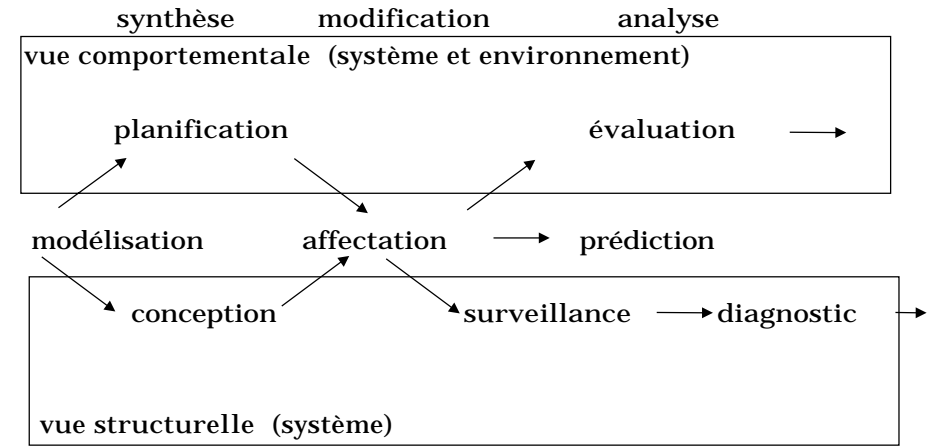 synthèse modification analyse
vue comportementale (système et environnement)
planification évaluation
modélisation affectation prédiction
conception surveillance diagnostic
vue structurelle (système)